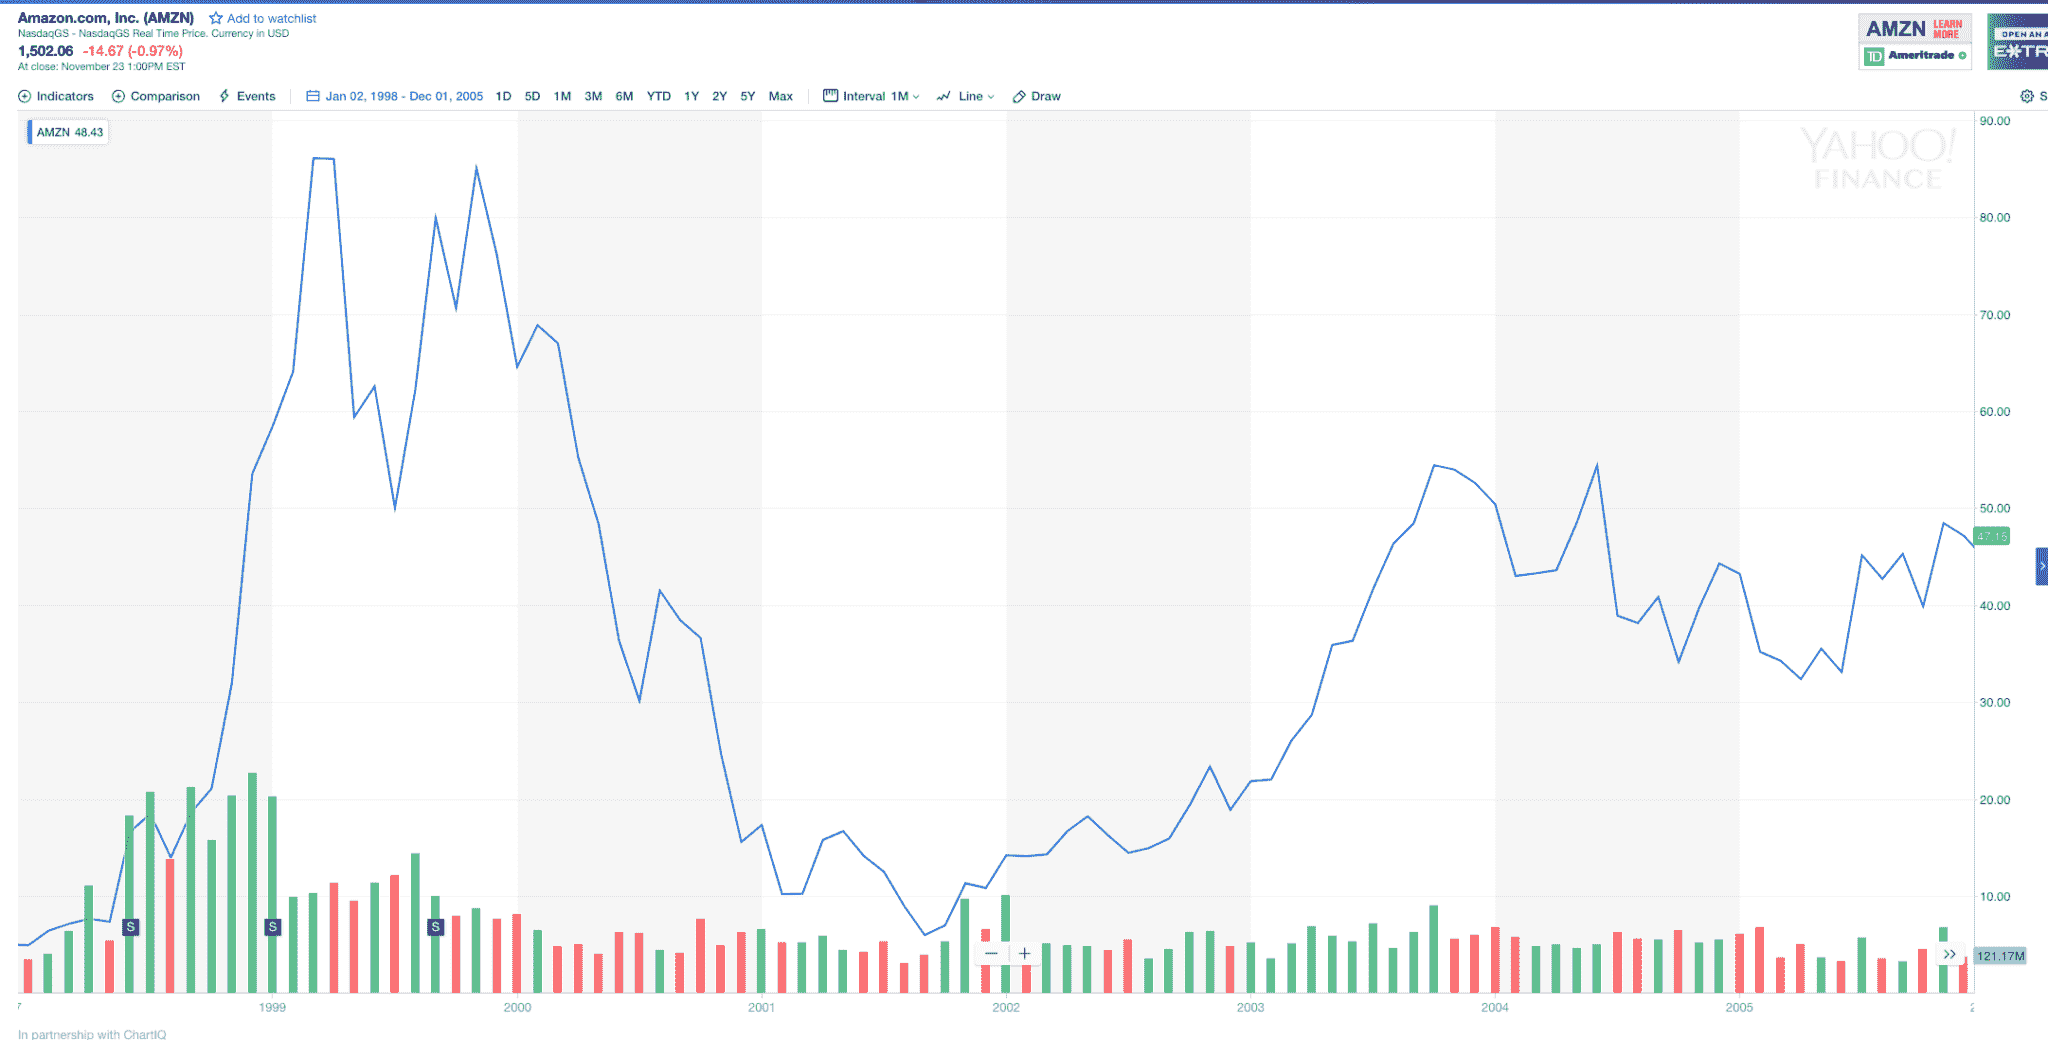 Amazon.com, Inc. (AMZN) Add to watchlist
NasdaqGS - NasdaqGS Real Time Price. Currency in USD
1,502.06 -14.67 (-0.97%)
At close: November 23 1:00PM EST
AMZN LEARN MORE
TD Ameritrade
OPEN AN A
E*TR
Indicators Comparison Events Jan 02, 1998 - Dec 01, 2005 1D 5D 1M 3M 6M YTD 1Y 2Y 5Y Max Interval 1M Line Draw S
AMZN 48.43
YAHOO!
FINANCE
90.00
80.00
70.00
60.00
50.00
47.15
40.00
30.00
20.00
10.00
S S S
121.17M
7 1999 2000 2001 2002 2003 2004 2005 2
In partnership with ChartIQ